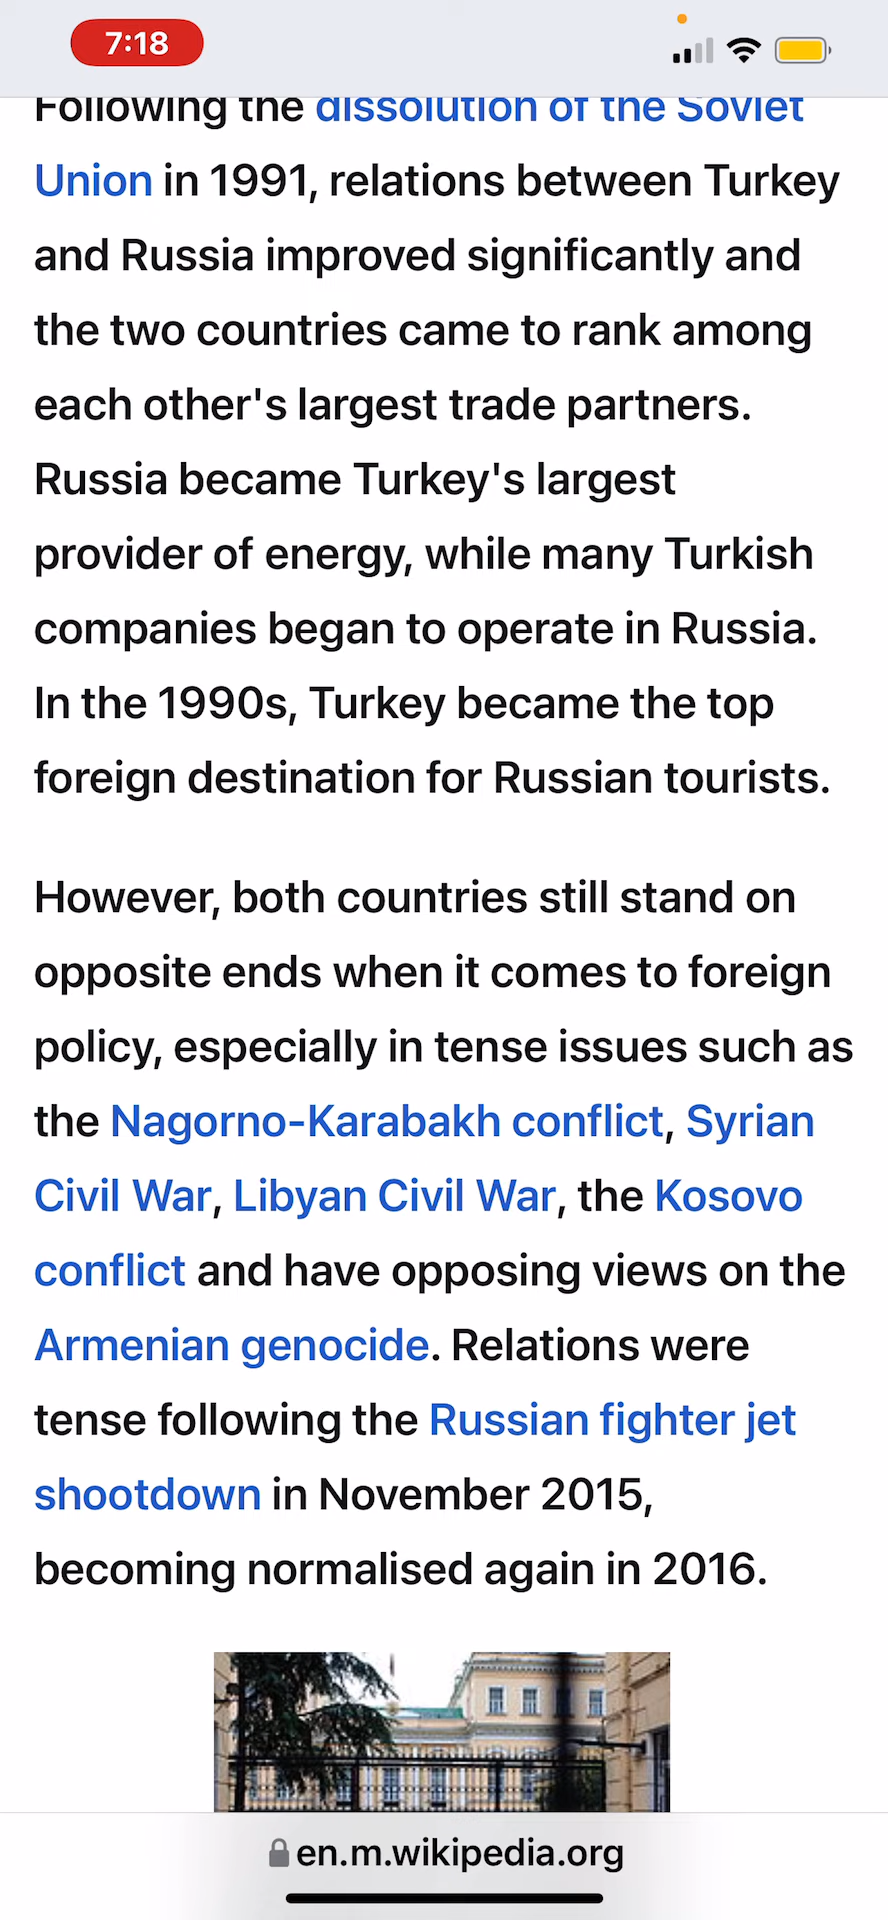 7:18
Following the dissolution of the Soviet
Union in 1991, relations between Turkey
and Russia improved significantly and
the two countries came to rank among
each other's largest trade partners.
Russia became Turkey's largest
provider of energy, while many Turkish
companies began to operate in Russia.
In the 1990s, Turkey became the top
foreign destination for Russian tourists.
However, both countries still stand on
opposite ends when it comes to foreign
policy, especially in tense issues such as
the Nagorno-Karabakh conflict, Syrian
Civil War, Libyan Civil War, the Kosovo
conflict and have opposing views on the
Armenian genocide. Relations were
tense following the Russian fighter jet
shootdown in November 2015,
becoming normalised again in 2016.
en.m.wikipedia.org